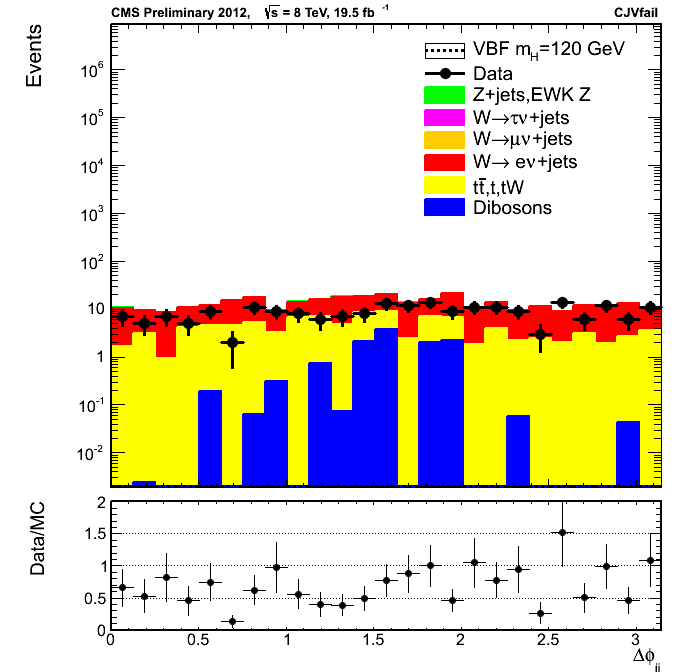 CMS Preliminary 2012, √s = 8 TeV, 19.5 fb⁻¹ CJVfail
Events
10⁶
10⁵
10⁴
10³
10²
10
1
10⁻¹
10⁻²
VBF m_H=120 GeV
Data
Z+jets,EWK Z
W→τν+jets
W→μν+jets
W→ eν+jets
tt̄,t,tW
Dibosons
Data/MC
2
1.5
1
0.5
0
0 0.5 1 1.5 2 2.5 3
Δϕ_jj